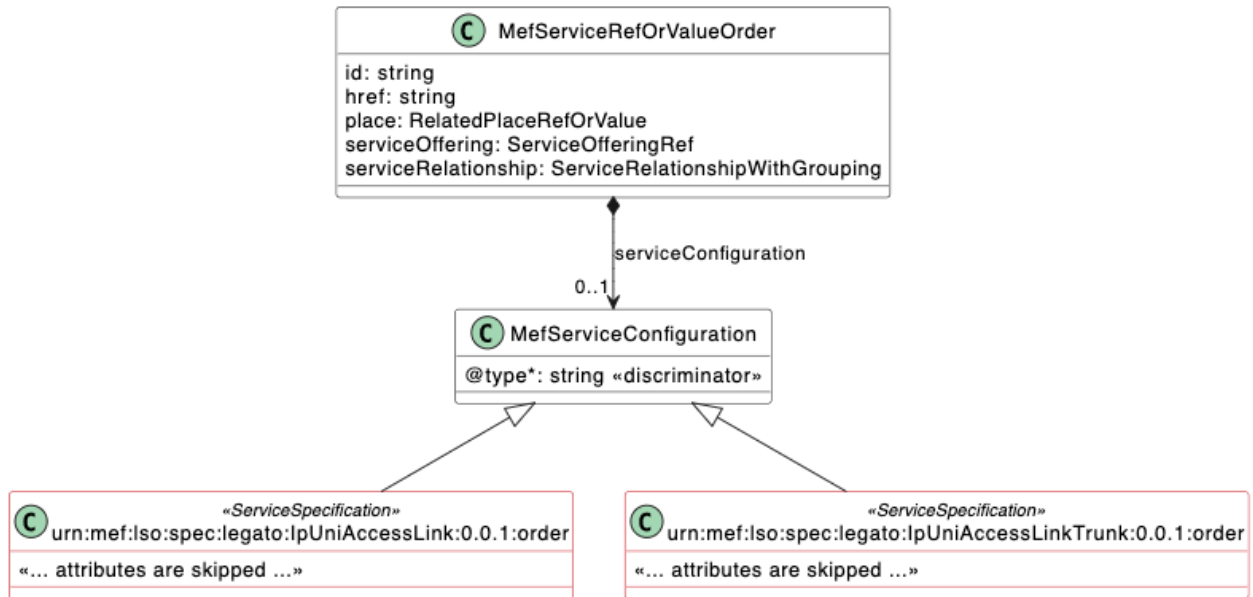 C MefServiceRefOrValueOrder
id: string
href: string
place: RelatedPlaceRefOrValue
serviceOffering: ServiceOfferingRef
serviceRelationship: ServiceRelationshipWithGrouping
serviceConfiguration
0..1
C MefServiceConfiguration
@type*: string «discriminator»
«ServiceSpecification»
C urn:mef:lso:spec:legato:IpUniAccessLink:0.0.1:order
«... attributes are skipped ...»
«ServiceSpecification»
C urn:mef:lso:spec:legato:IpUniAccessLinkTrunk:0.0.1:order
«... attributes are skipped ...»